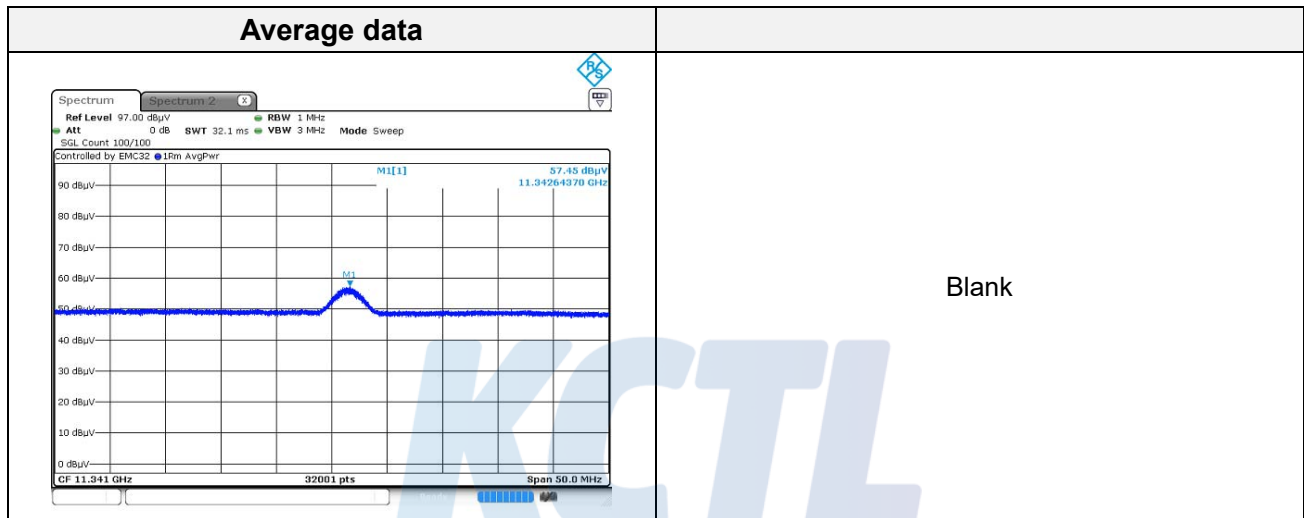 Average data
R&S
Spectrum Spectrum 2 X
Ref Level 97.00 dBµV RBW 1 MHz
Att 0 dB SWT 32.1 ms VBW 3 MHz Mode Sweep
SGL Count 100/100
Controlled by EMC32 1Rm AvgPwr
M1[1] 57.45 dBµV
11.34264370 GHz
90 dBµV
80 dBµV
70 dBµV
60 dBµV
M1
50 dBµV
40 dBµV
30 dBµV
20 dBµV
10 dBµV
0 dBµV
CF 11.341 GHz 32001 pts Span 50.0 MHz
Blank
KCTL